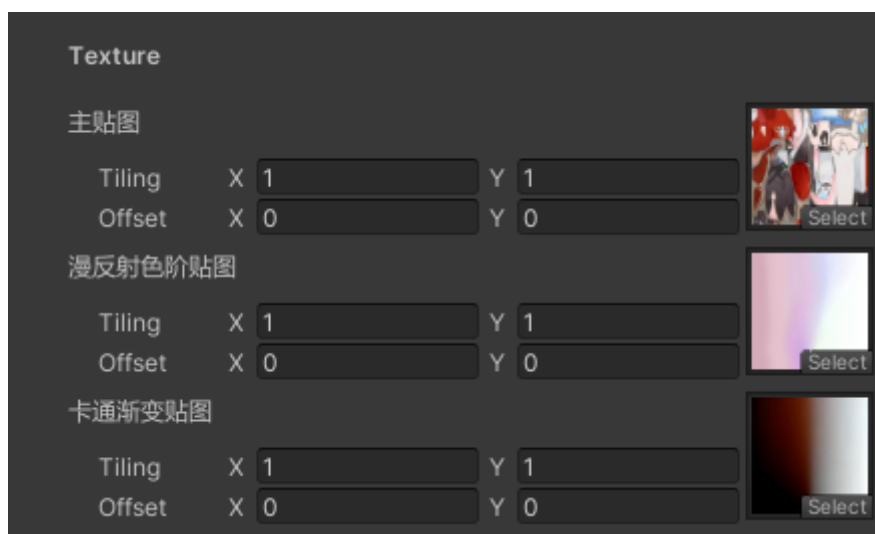 Texture
主贴图
Tiling X 1 Y 1
Offset X 0 Y 0
Select
漫反射色阶贴图
Tiling X 1 Y 1
Offset X 0 Y 0
Select
卡通渐变贴图
Tiling X 1 Y 1
Offset X 0 Y 0
Select